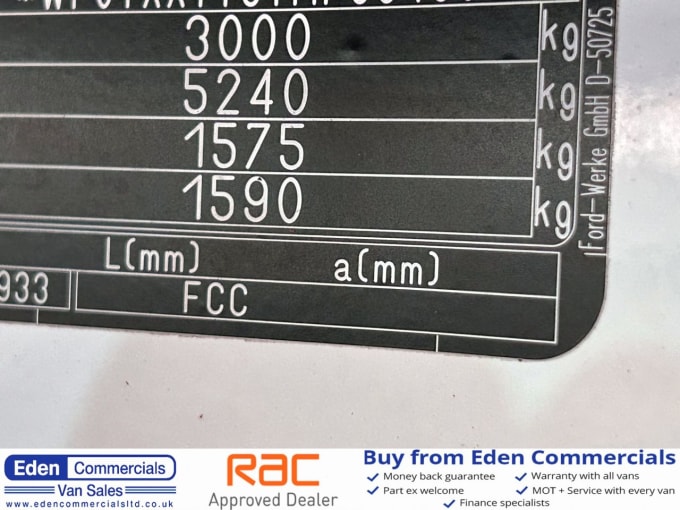 3000 kg
5240 kg
1575 kg
1590 kg
Ford-Werke GmbH D-50725
L(mm) a(mm)
933 FCC
Eden Commercials
Van Sales
www.edencommercialsltd.co.uk
RAC
Approved Dealer
Buy from Eden Commercials
Money back guarantee Warranty with all vans
Part ex welcome MOT + Service with every van
Finance specialists